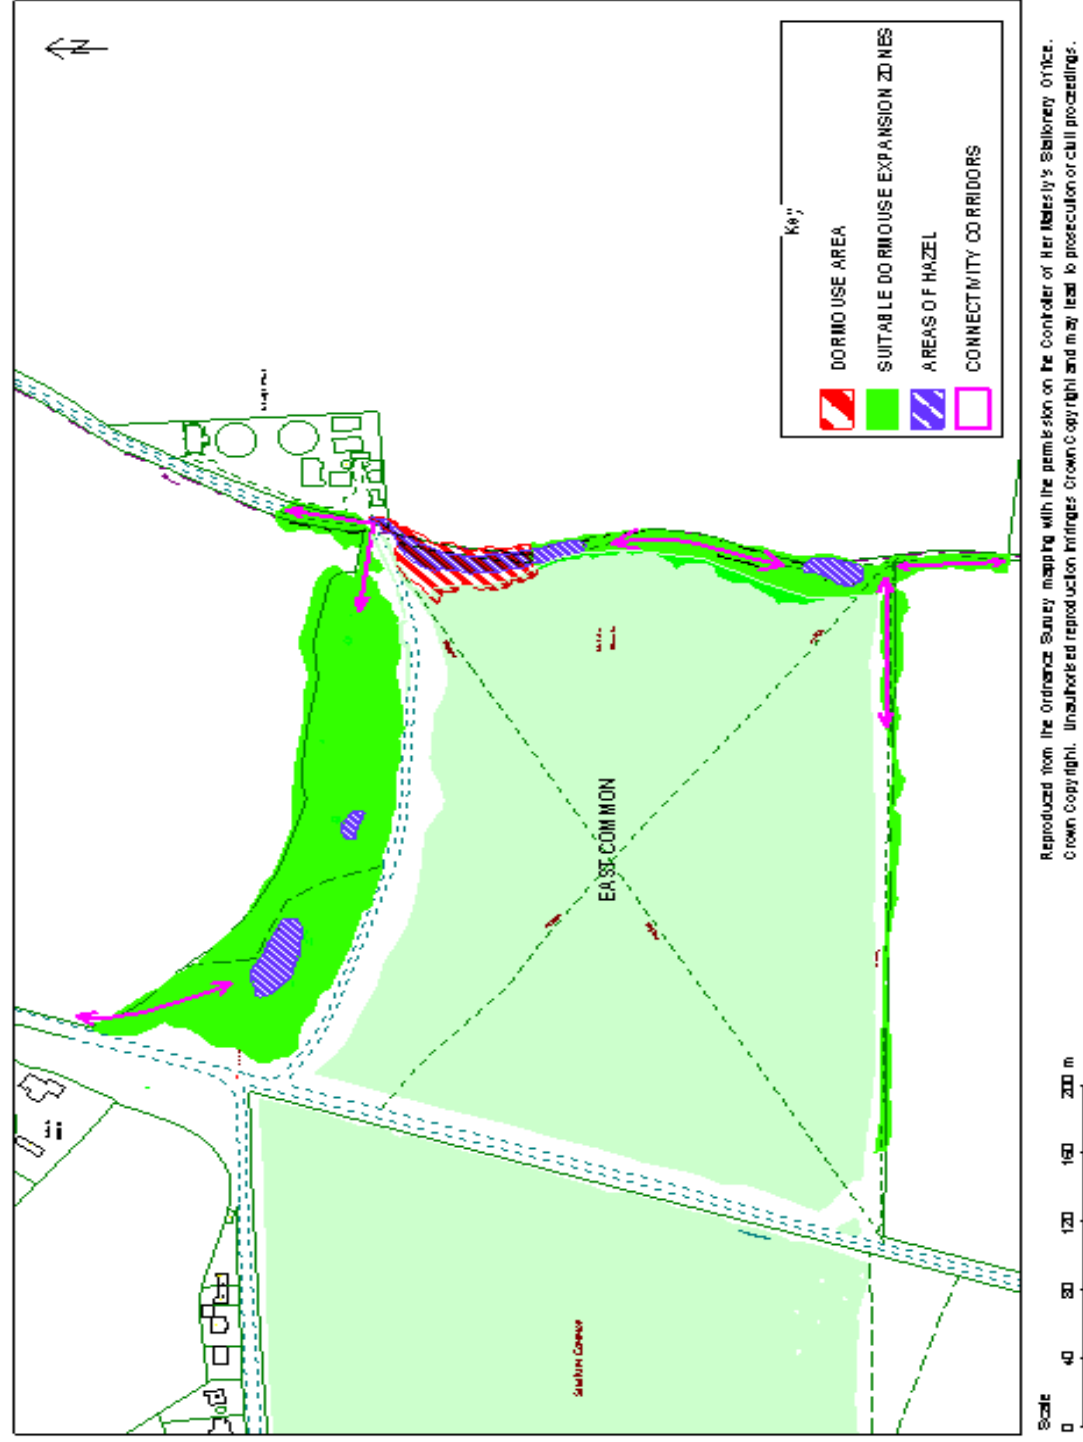 N
Key
DORMOUSE AREA
SUITABLE DORMOUSE EXPANSION ZONES
AREAS OF HAZEL
CONNECTIVITY CORRIDORS
EAST COMMON
Reproduced from the Ordnance Survey mapping with the permission on the Controller of Her Majesty's Stationery Office.
Crown Copyright. Unauthorised reproduction infringes Crown Copyright and may lead to prosecution or civil proceedings.
Scale
0 40 80 120 160 200 m